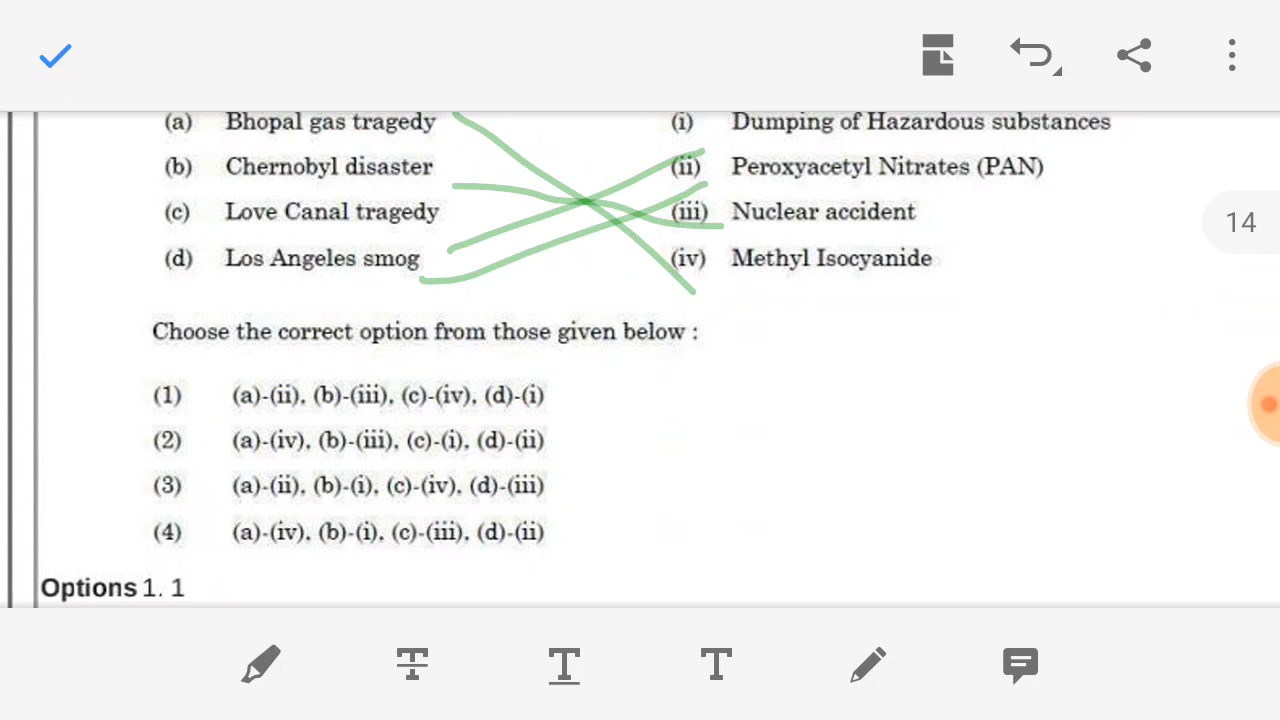 (a) Bhopal gas tragedy (i) Dumping of Hazardous substances
14
(b) Chernobyl disaster (ii) Peroxyacetyl Nitrates (PAN)
(c) Love Canal tragedy (iii) Nuclear accident
(d) Los Angeles smog (iv) Methyl Isocyanide
Choose the correct option from those given below :
(1) (a)-(ii), (b)-(iii), (c)-(iv), (d)-(i)
(2) (a)-(iv), (b)-(iii), (c)-(i), (d)-(ii)
(3) (a)-(ii), (b)-(i), (c)-(iv), (d)-(iii)
(4) (a)-(iv), (b)-(i), (c)-(iii), (d)-(ii)
Options 1. 1
T T T